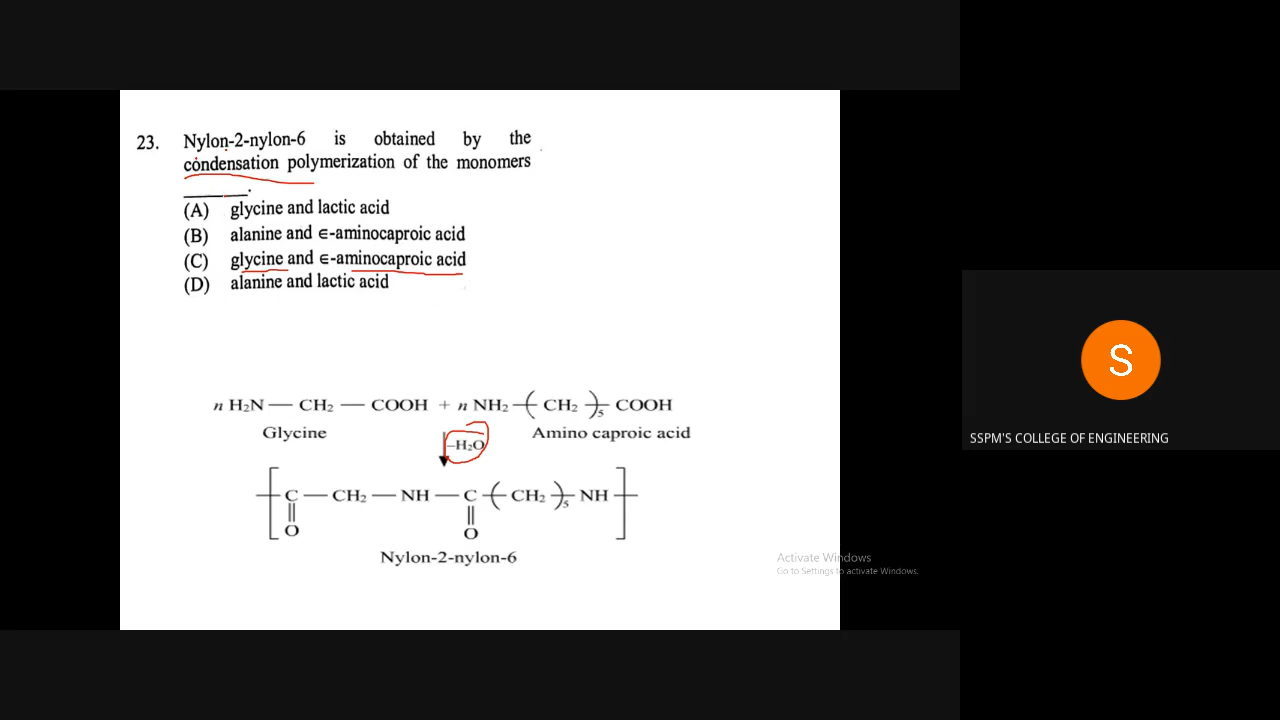 23. Nylon-2-nylon-6 is obtained by the
condensation polymerization of the monomers
______.
(A) glycine and lactic acid
(B) alanine and ∈-aminocaproic acid
(C) glycine and ∈-aminocaproic acid
(D) alanine and lactic acid
n H₂N — CH₂ — COOH + n NH₂ —( CH₂ )₅ COOH
Glycine Amino caproic acid
–H₂O
[ C — CH₂ — NH — C —( CH₂ )₅ NH ]
|| ||
O O
Nylon-2-nylon-6
Activate Windows
Go to Settings to activate Windows.
S
SSPM'S COLLEGE OF ENGINEERING